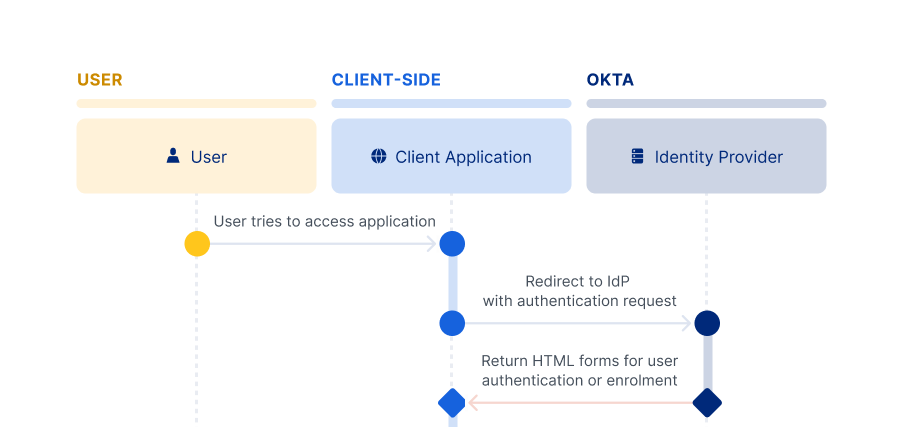 USER
CLIENT-SIDE
OKTA
User
Client Application
Identity Provider
User tries to access application
Redirect to IdP
with authentication request
Return HTML forms for user
authentication or enrolment